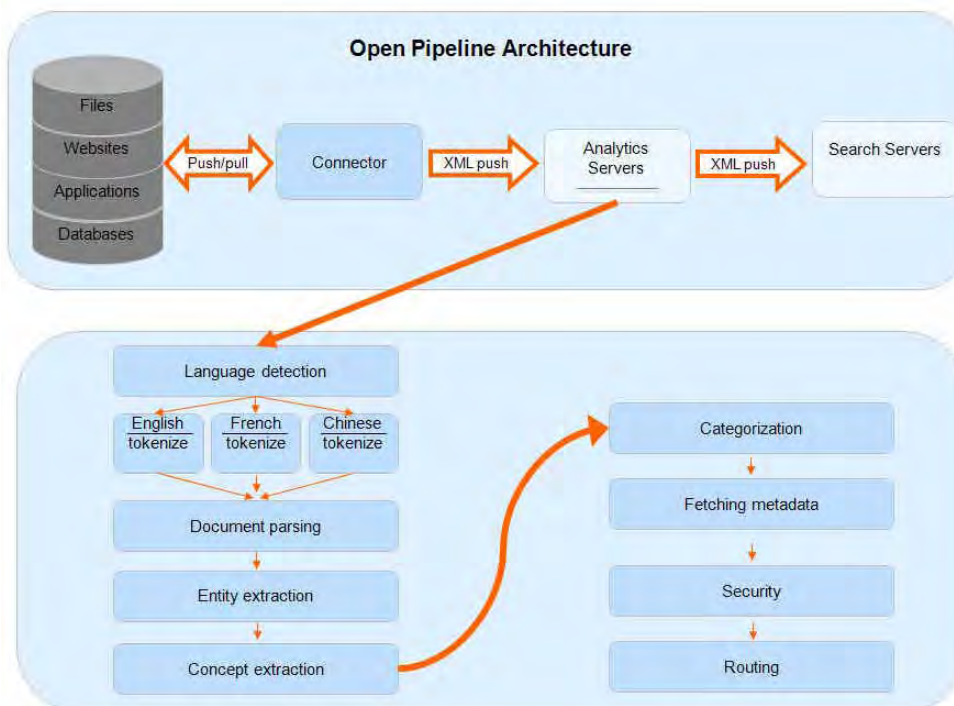 Open Pipeline Architecture
Files
Websites
Applications
Databases
Push/pull
Connector
XML push
Analytics
Servers
XML push
Search Servers
Language detection
English
tokenize
French
tokenize
Chinese
tokenize
Document parsing
Entity extraction
Concept extraction
Categorization
Fetching metadata
Security
Routing